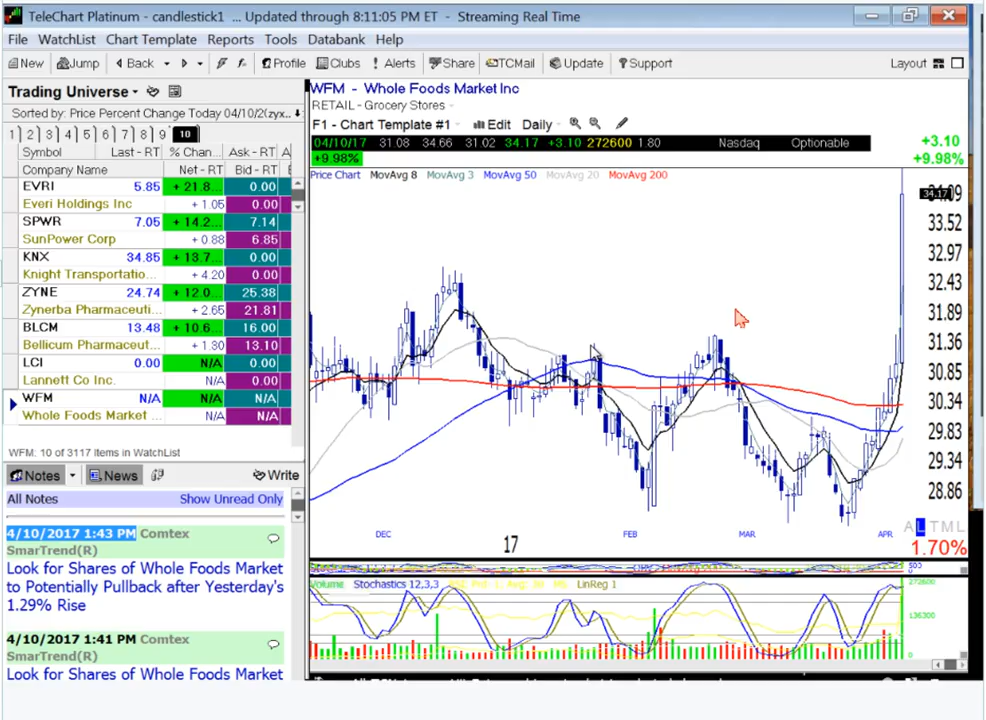 TeleChart Platinum - candlestick1 ... Updated through 8:11:05 PM ET - Streaming Real Time
File WatchList Chart Template Reports Tools Databank Help
New Jump Back Profile Clubs Alerts Share TCMail Update Support Layout
Trading Universe
Sorted by: Price Percent Change Today 04/10/2(zyx..
1 2 3 4 5 6 7 8 9 10
Symbol Last - RT % Chan... Ask - RT A
Company Name Net - RT Bid - RT
EVRI 5.85 + 21 8... 0.00
Everi Holdings Inc + 1.05 0.00
SPWR 7.05 + 14.2... 7.14
SunPower Corp + 0.88 6.85
KNX 34.85 + 13.7... 0.00
Knight Transportatio... + 4.20 0.00
ZYNE 24.74 + 12.0... 25.38
Zynerba Pharmaceuti... + 2.65 21.81
BLCM 13.48 + 10.6... 16.00
Bellicum Pharmaceut... + 1.30 13.10
LCI 0.00 N/A 0.00
Lannett Co Inc. N/A 0.00
WFM N/A N/A N/A
Whole Foods Market ... N/A N/A
WFM: 10 of 3117 Items in WatchList
Notes News Write
All Notes Show Unread Only
4/10/2017 1:43 PM Comtex
SmarTrend(R)
Look for Shares of Whole Foods Market
to Potentially Pullback after Yesterday's
1.29% Rise
4/10/2017 1:41 PM Comtex
SmarTrend(R)
Look for Shares of Whole Foods Market
WFM - Whole Foods Market Inc
RETAIL - Grocery Stores
F1 - Chart Template #1 Edit Daily
04/10/17 31.08 34.66 31.02 34.17 +3.10 272600 1.80 Nasdaq Optionable
+9.98%
+3.10
+9.98%
Price Chart MovAvg 8 MovAvg 3 MovAvg 50 MovAvg 20 MovAvg 200
34.17
33.52
32.97
32.43
31.89
31.36
30.85
30.34
29.83
29.34
28.86
DEC 17 FEB MAR APR
A L T M L
1.70%
500
0
Volume Stochastics 12,3,3 LinReg 1
272600
136300
0